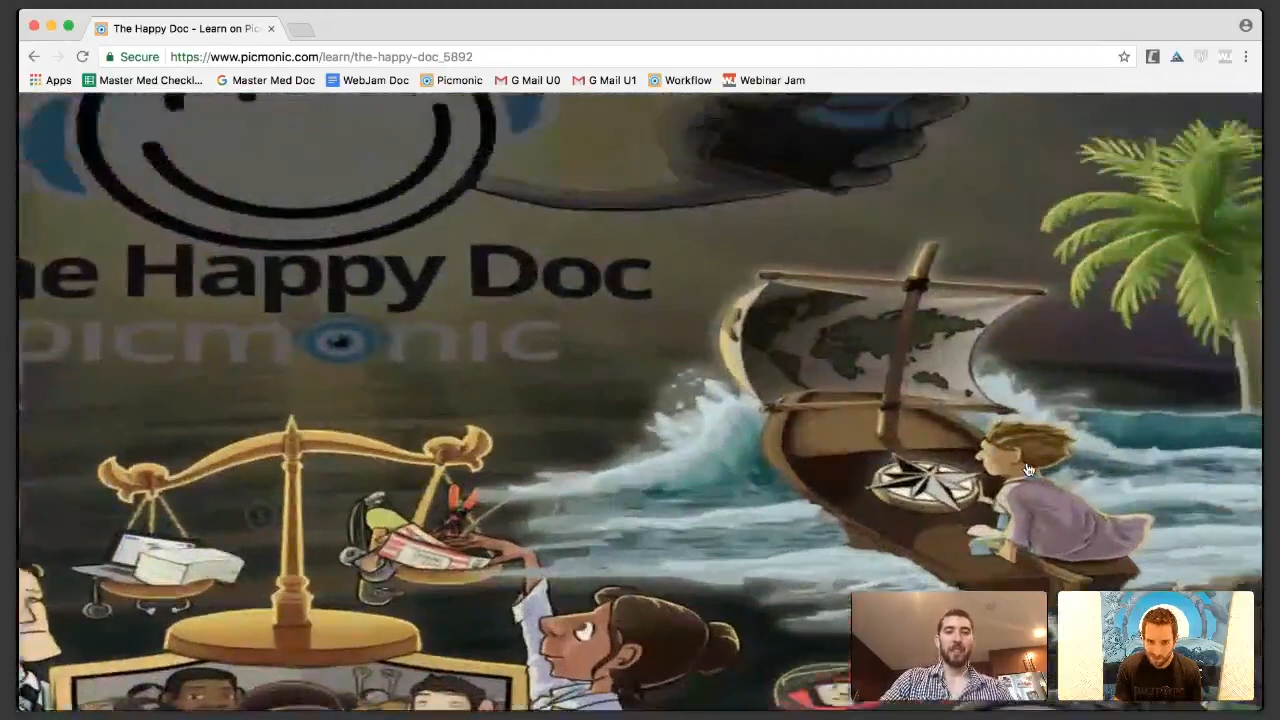 The Happy Doc - Learn on Pic
Secure
https://www.picmonic.com/learn/the-happy-doc_5892
Apps
Master Med Checkl...
Master Med Doc
WebJam Doc
Picmonic
G Mail U0
G Mail U1
Workflow
Webinar Jam
he Happy Doc
picmonic